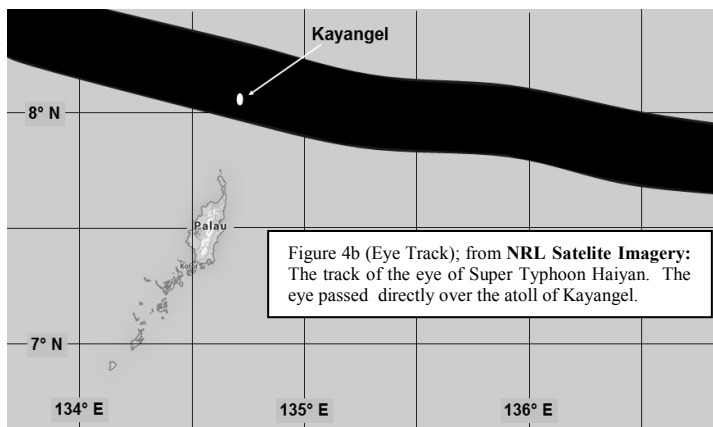 Kayangel
8° N
Palau
Koror
Figure 4b (Eye Track); from NRL Satelite Imagery:
The track of the eye of Super Typhoon Haiyan. The
eye passed directly over the atoll of Kayangel.
7° N
134° E
135° E
136° E